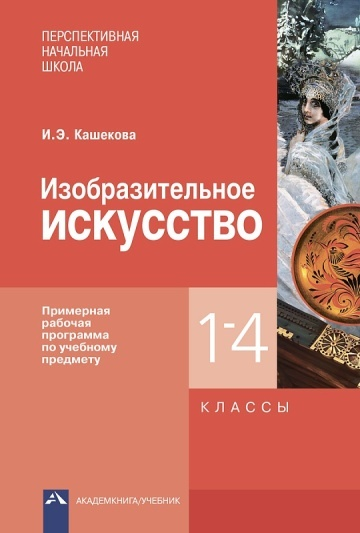 ПЕРСПЕКТИВНАЯ
НАЧАЛЬНАЯ
ШКОЛА
И.Э. Кашекова
Изобразительное
ИСКУССТВО
Примерная
рабочая
программа
по учебному
предмету
1-4
КЛАССЫ
АКАДЕМКНИГА/УЧЕБНИК